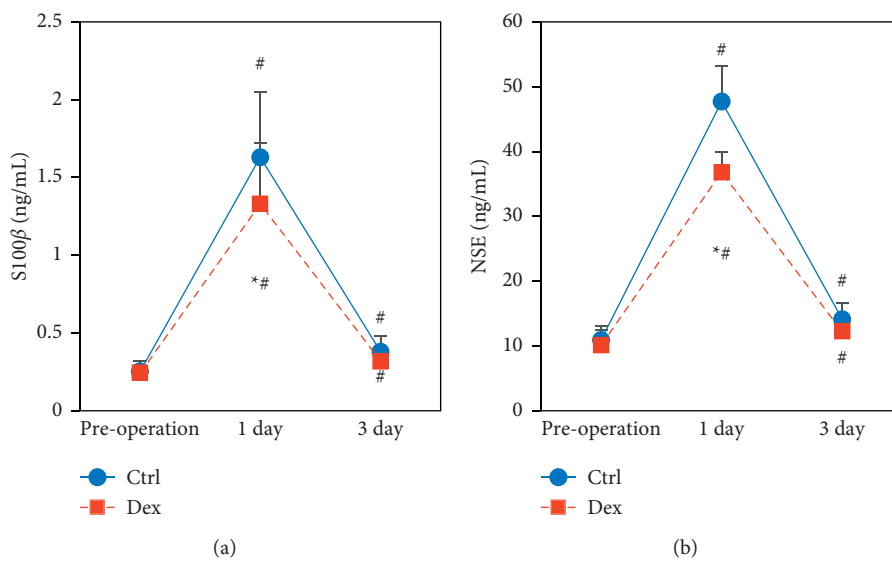 S100β (ng/mL)
2.5
2
1.5
1
0.5
0
#
*#
#
#
Pre-operation 1 day 3 day
Ctrl
Dex
(a)
NSE (ng/mL)
60
50
40
30
20
10
0
#
*#
#
#
Pre-operation 1 day 3 day
Ctrl
Dex
(b)